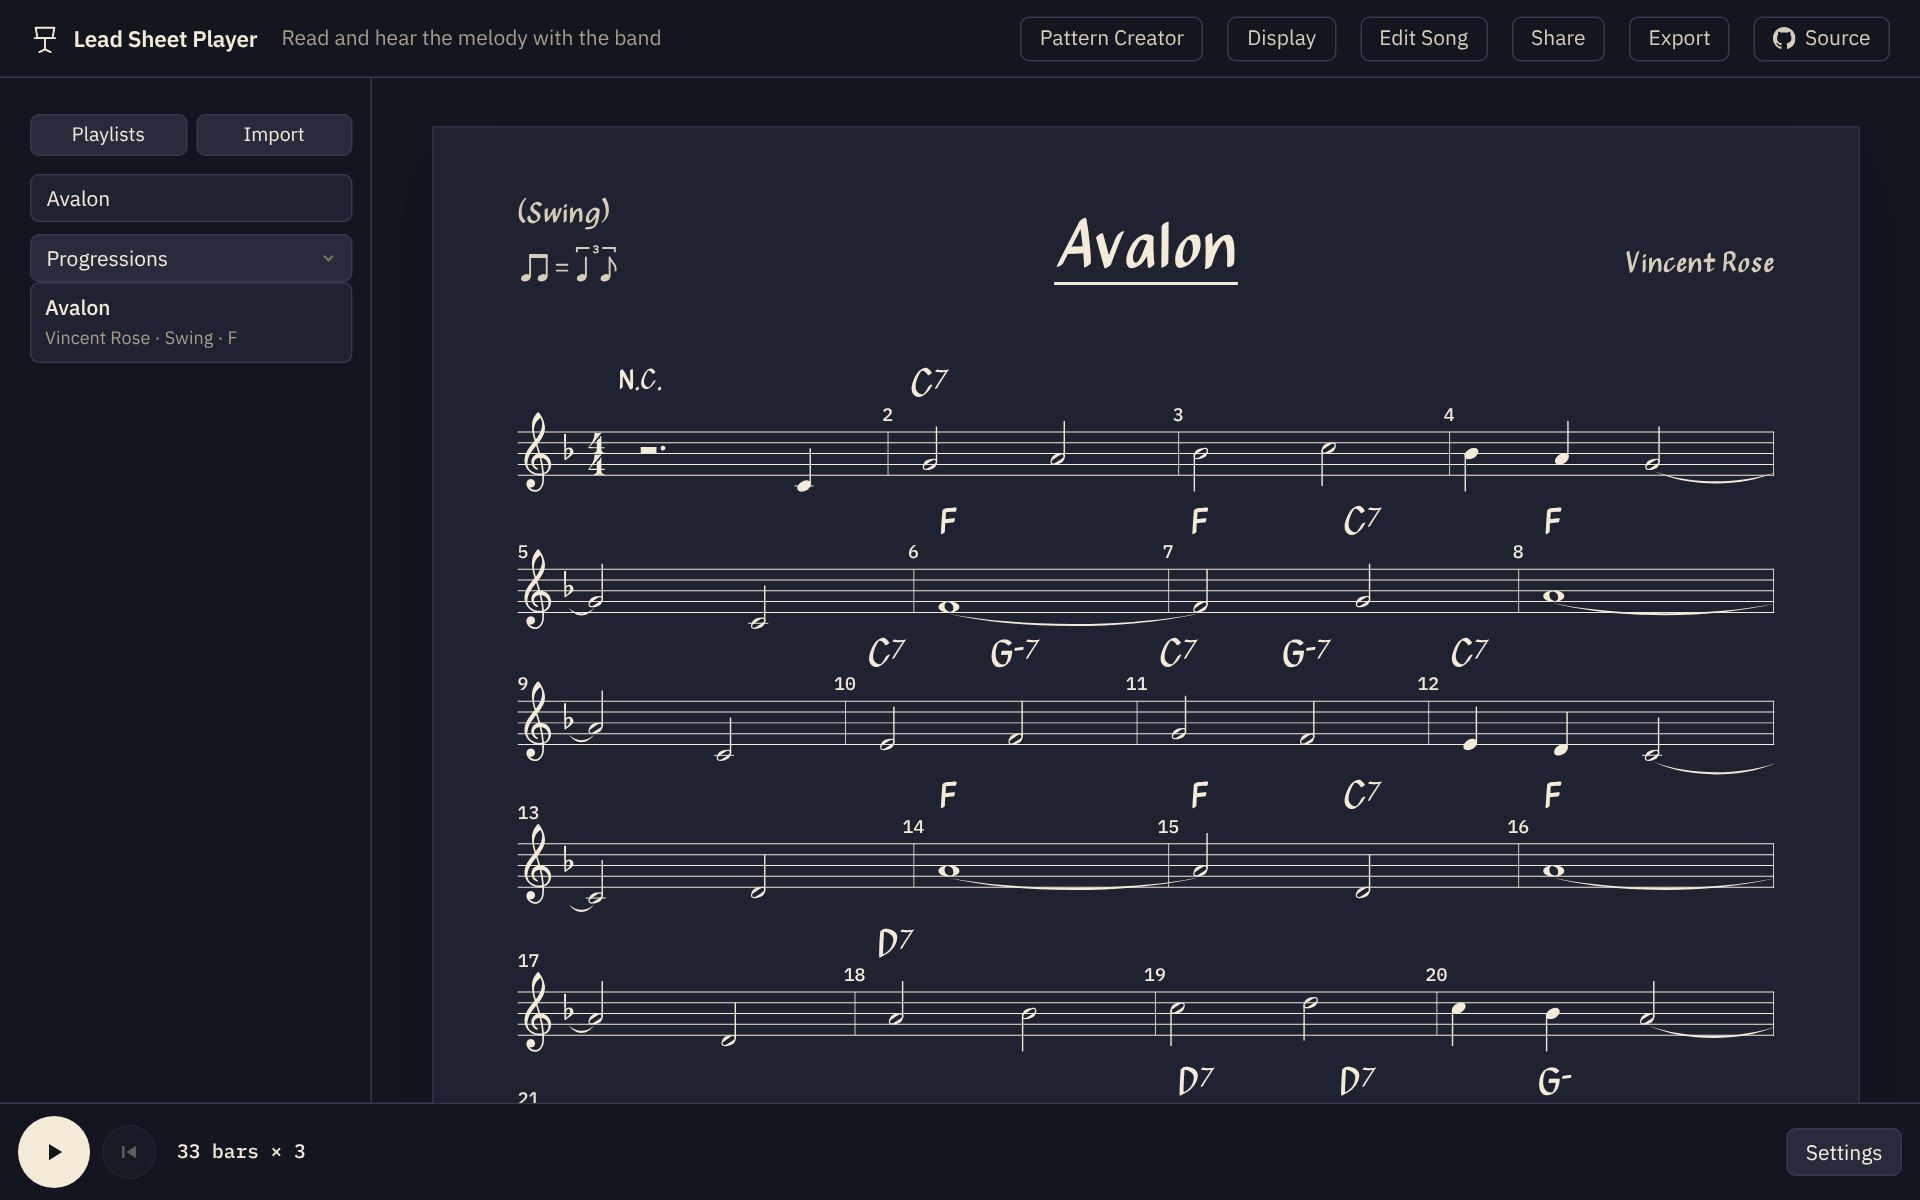 Lead Sheet Player Read and hear the melody with the band Pattern Creator Display Edit Song Share Export Source
Playlists Import
Avalon
Progressions
Avalon
Vincent Rose · Swing · F
(Swing)
3
=
Avalon
Vincent Rose
N.C. C7
2 3 4
4
4
F F C7 F
5 6 7 8
C7 G-7 C7 G-7 C7
9 10 11 12
F F C7 F
13 14 15 16
D7
17 18 19 20
D7 D7 G-
21
33 bars × 3 Settings